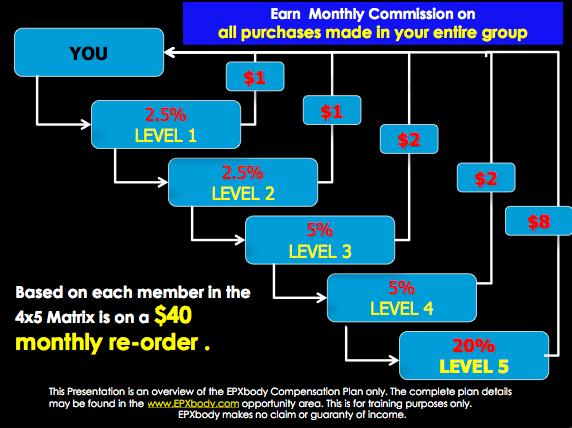 Earn Monthly Commission on
all purchases made in your entire group
YOU
$1
2.5%
LEVEL 1
$1
2.5%
LEVEL 2
$2
5%
LEVEL 3
$2
5%
LEVEL 4
$8
20%
LEVEL 5
Based on each member in the
4x5 Matrix is on a $40
monthly re-order .
This Presentation is an overview of the EPXbody Compensation Plan only. The complete plan details
may be found in the www.EPXbody.com opportunity area. This is for training purposes only.
EPXbody makes no claim or guaranty of income.